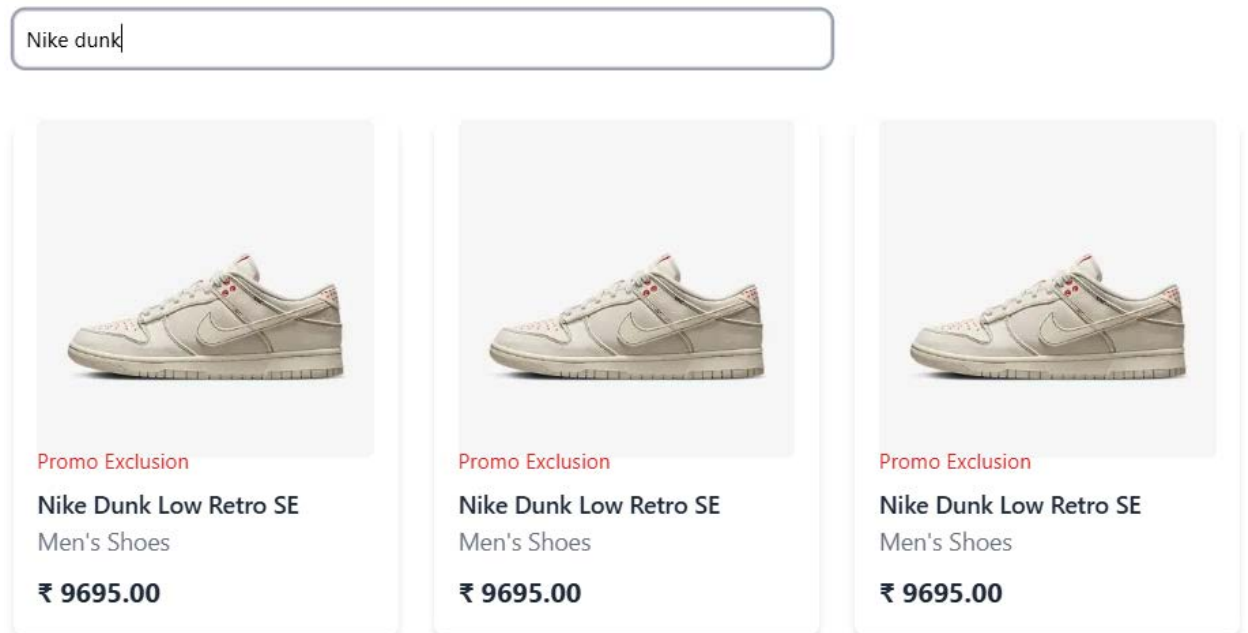 Nike dunk
Promo Exclusion
Nike Dunk Low Retro SE
Men's Shoes
₹ 9695.00
Promo Exclusion
Nike Dunk Low Retro SE
Men's Shoes
₹ 9695.00
Promo Exclusion
Nike Dunk Low Retro SE
Men's Shoes
₹ 9695.00